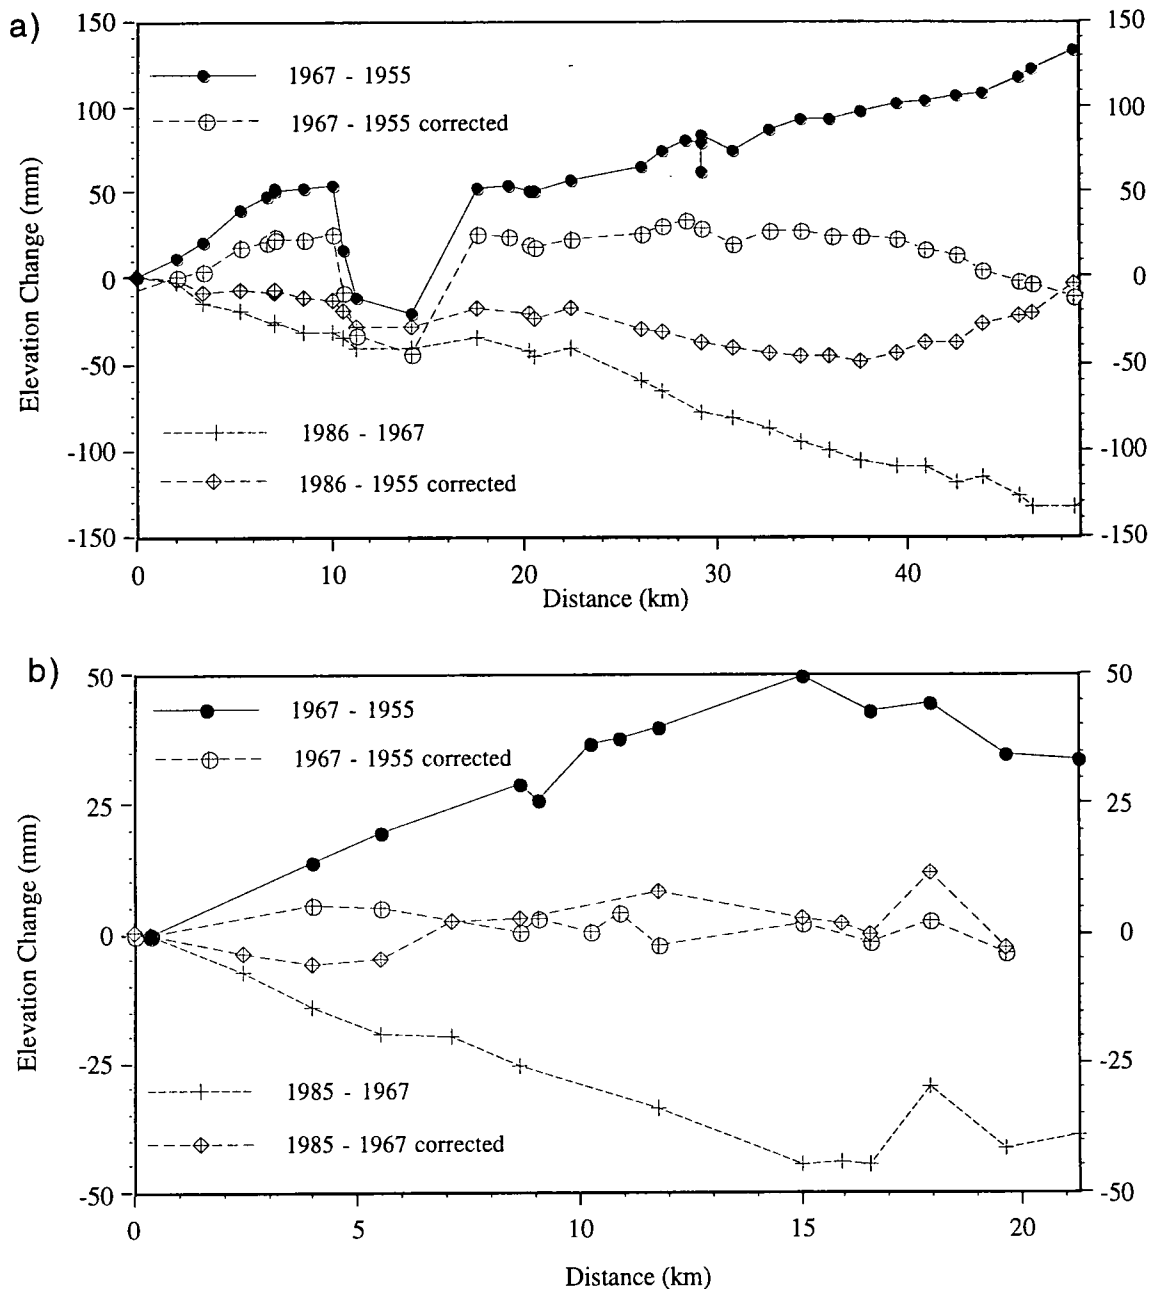 a)
150
100
50
0
-50
-100
-150
150
100
50
0
-50
-100
-150
Elevation Change (mm)
1967 - 1955
1967 - 1955 corrected
1986 - 1967
1986 - 1955 corrected
0
10
20
30
40
Distance (km)
b)
50
25
0
-25
-50
50
25
0
-25
-50
Elevation Change (mm)
1967 - 1955
1967 - 1955 corrected
1985 - 1967
1985 - 1967 corrected
0
5
10
15
20
Distance (km)